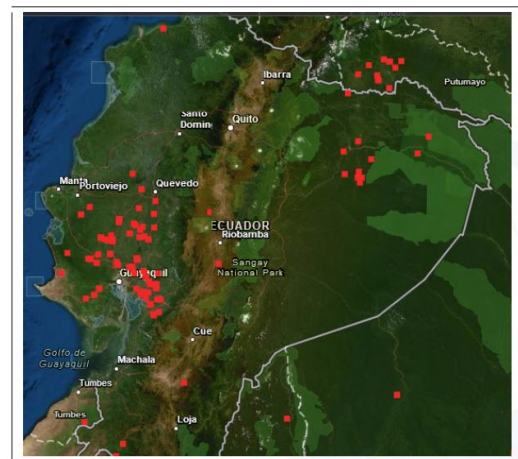 Ibarra
Putumayo
Santo
Domin
Quito
Manta
Portoviejo
Quevedo
ECUADOR
Riobamba
Sangay
National Park
Guayaquil
Golfo de
Guayaquil
Cue
Machala
Tumbes
Tumbes
Loja